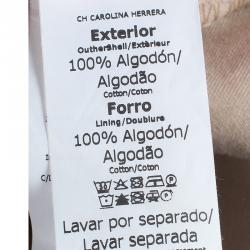 CH CAROLINA HERRERA
Exterior
OutherShell/Extérieur
100% Algodón/
Algodão
Cotton/Coton
Forro
Lining/Doublure
100% Algodón/
Algodão
Cotton/Coton
Lavar por separado/
Lavar separada